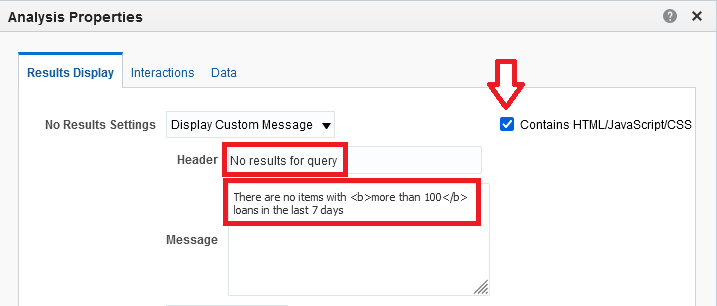 Analysis Properties
Results Display Interactions Data
No Results Settings Display Custom Message Contains HTML/JavaScript/CSS
Header No results for query
There are no items with <b>more than 100</b>
loans in the last 7 days
Message